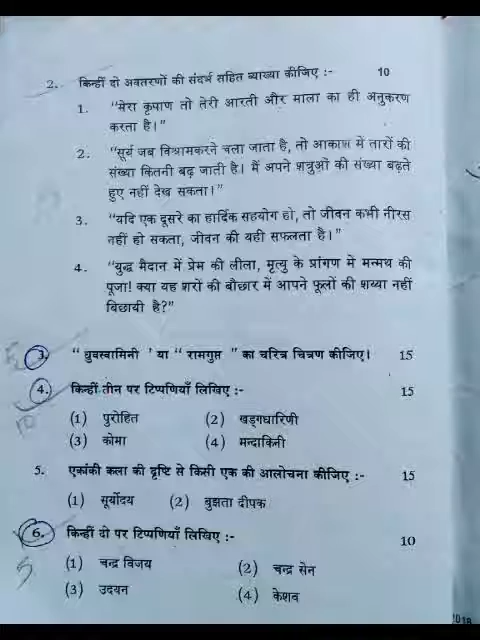 2. किन्हीं दो अवतरणों की संदर्भ सहित व्याख्या कीजिए :- 10
1. "मेरा कृपाण तो तेरी आरती और माला का ही अनुकरण
करता है।"
2. "सूर्य जब विश्रामकरने चला जाता है, तो आकाश में तारों की
संख्या कितनी बढ़ जाती है। मैं अपने शत्रुओं की संख्या बढ़ते
हुए नहीं देख सकता।"
3. "यदि एक दूसरे का हार्दिक सहयोग हो, तो जीवन कभी नीरस
नहीं हो सकता, जीवन की यही सफलता है।"
4. "युद्ध मैदान में प्रेम की लीला, मृत्यु के प्रांगण में मन्मथ की
पूजा! क्या यह शरों की बौछार में आपने फूलों की शय्या नहीं
बिछायी है?"
3. " ध्रुवस्वामिनी ' या " रामगुप्त " का चरित्र चित्रण कीजिए। 15
4. किन्हीं तीन पर टिप्पणियाँ लिखिए :- 15
(1) पुरोहित (2) खड्गधारिणी
(3) कोमा (4) मन्दाकिनी
5. एकांकी कला की दृष्टि से किसी एक की आलोचना कीजिए :- 15
(1) सूर्योदय (2) बुझता दीपक
6. किन्हीं दो पर टिप्पणियाँ लिखिए :- 10
(1) चन्द्र विजय (2) चन्द्र सेन
(3) उदयन (4) केशव
2018